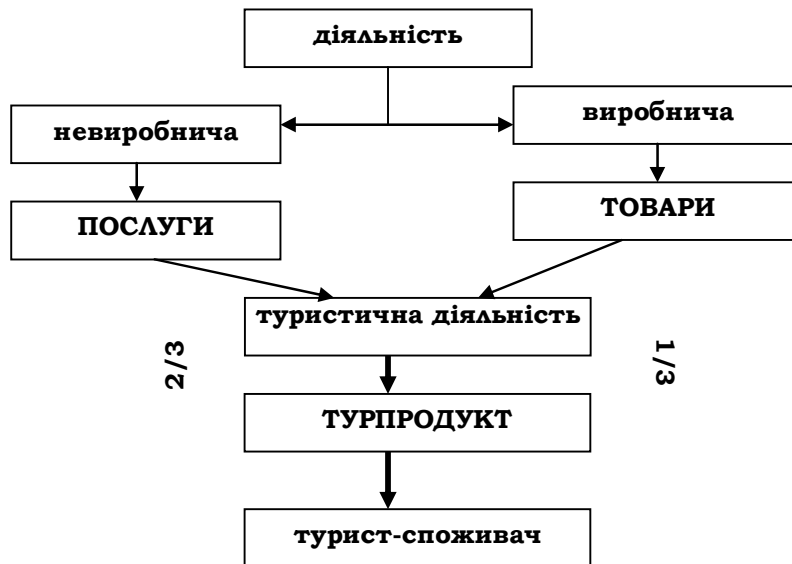 діяльність
невиробнича
виробнича
ПОСЛУГИ
ТОВАРИ
туристична діяльність
2/3
1/3
ТУРПРОДУКТ
турист-споживач